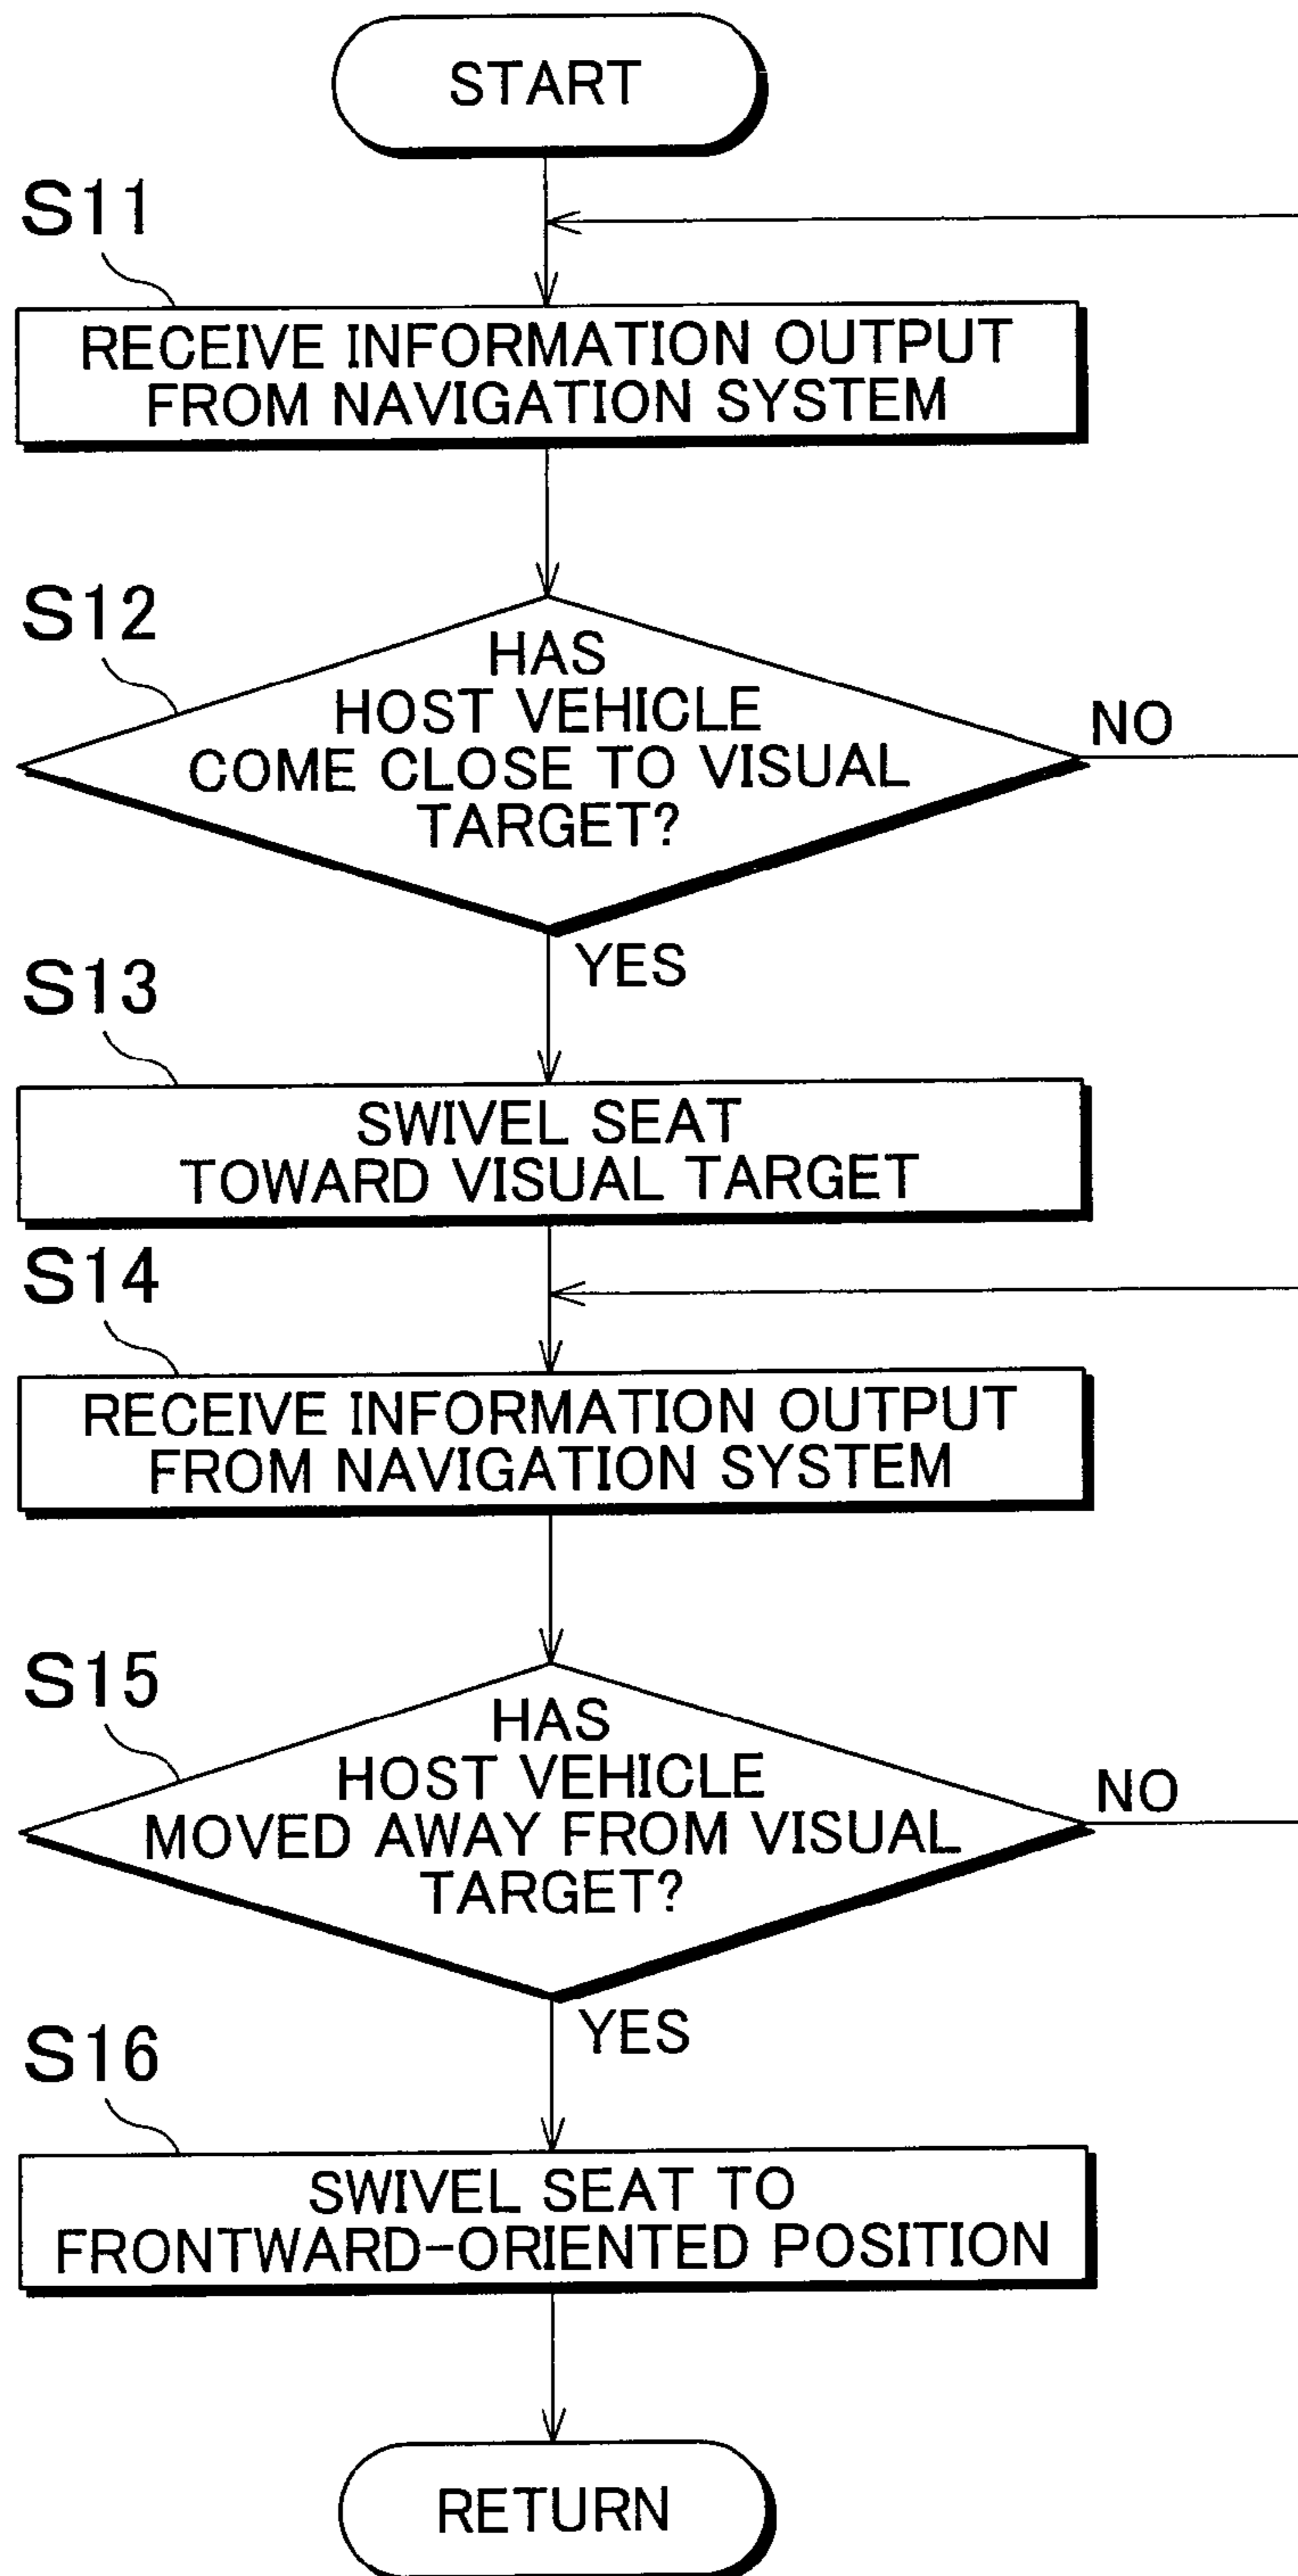 START
S11
RECEIVE INFORMATION OUTPUT
FROM NAVIGATION SYSTEM
S12
HAS
HOST VEHICLE
COME CLOSE TO VISUAL
TARGET?
NO
YES
S13
SWIVEL SEAT
TOWARD VISUAL TARGET
S14
RECEIVE INFORMATION OUTPUT
FROM NAVIGATION SYSTEM
S15
HAS
HOST VEHICLE
MOVED AWAY FROM VISUAL
TARGET?
NO
YES
S16
SWIVEL SEAT TO
FRONTWARD-ORIENTED POSITION
RETURN